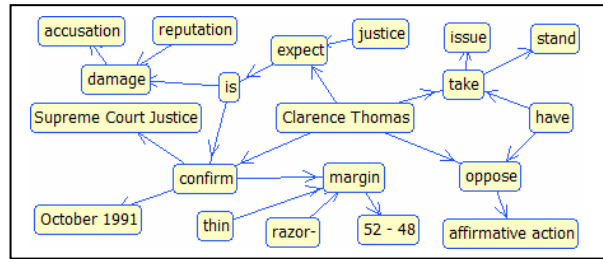 accusation
reputation
expect
justice
issue
stand
damage
is
take
Supreme Court Justice
Clarence Thomas
have
confirm
margin
oppose
October 1991
thin
razor-
52 - 48
affirmative action